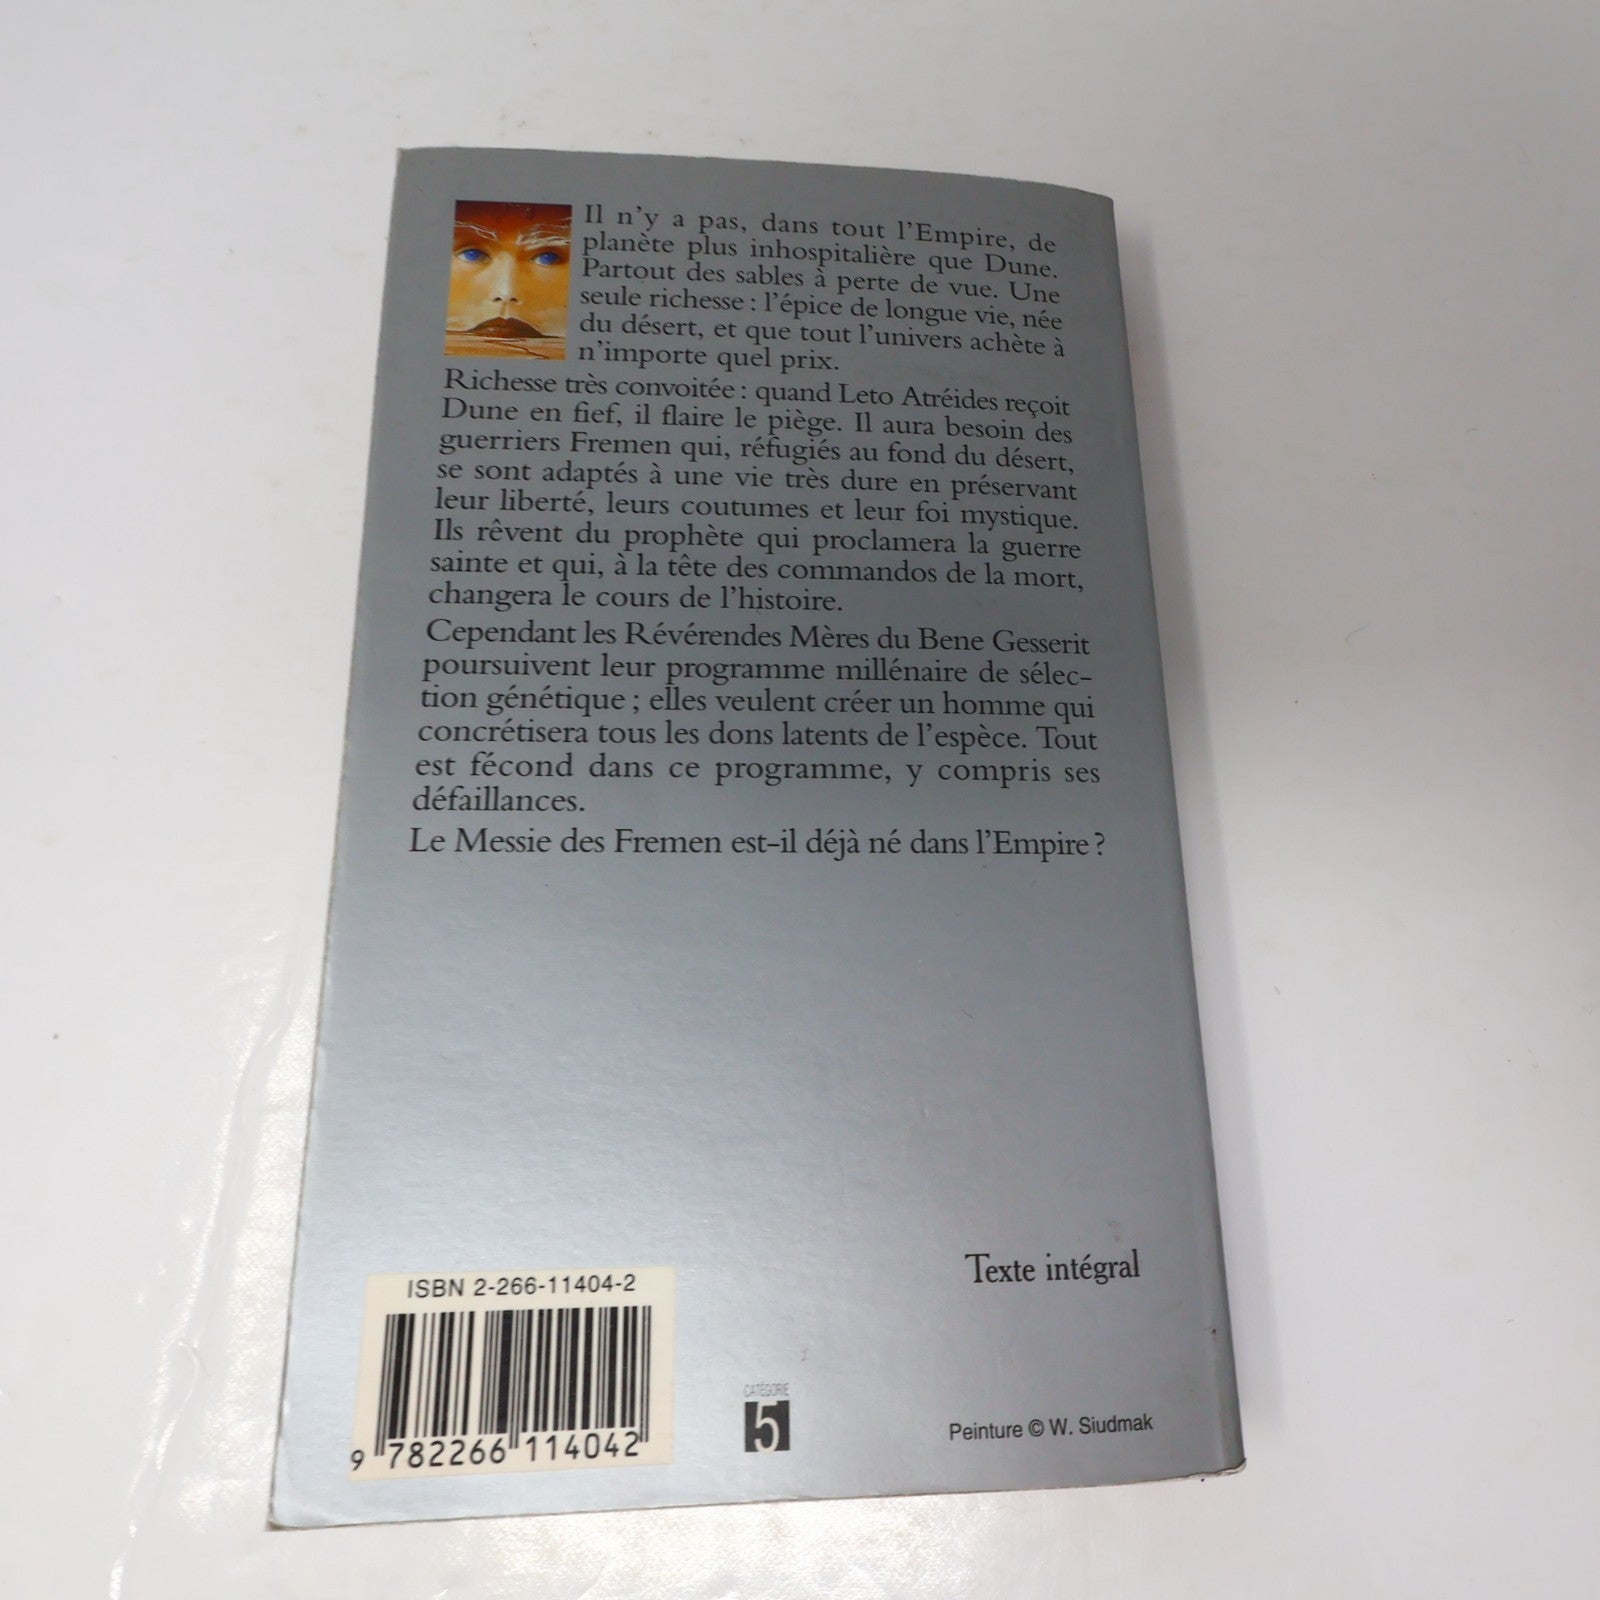 Il n'y a pas, dans tout l'Empire, de
planète plus inhospitalière que Dune.
Partout des sables à perte de vue. Une
seule richesse : l'épice de longue vie, née
du désert, et que tout l'univers achète à
n'importe quel prix.
Richesse très convoitée : quand Leto Atréides reçoit
Dune en fief, il flaire le piège. Il aura besoin des
guerriers Fremen qui, réfugiés au fond du désert,
se sont adaptés à une vie très dure en préservant
leur liberté, leurs coutumes et leur foi mystique.
Ils rêvent du prophète qui proclamera la guerre
sainte et qui, à la tête des commandos de la mort,
changera le cours de l'histoire.
Cependant les Révérendes Mères du Bene Gesserit
poursuivent leur programme millénaire de sélec-
tion génétique ; elles veulent créer un homme qui
concrétisera tous les dons latents de l'espèce. Tout
est fécond dans ce programme, y compris ses
défaillances.
Le Messie des Fremen est-il déjà né dans l'Empire ?
Texte intégral
ISBN 2-266-11404-2
9 782266 114042
CATÉGORIE
5
Peinture © W. Siudmak